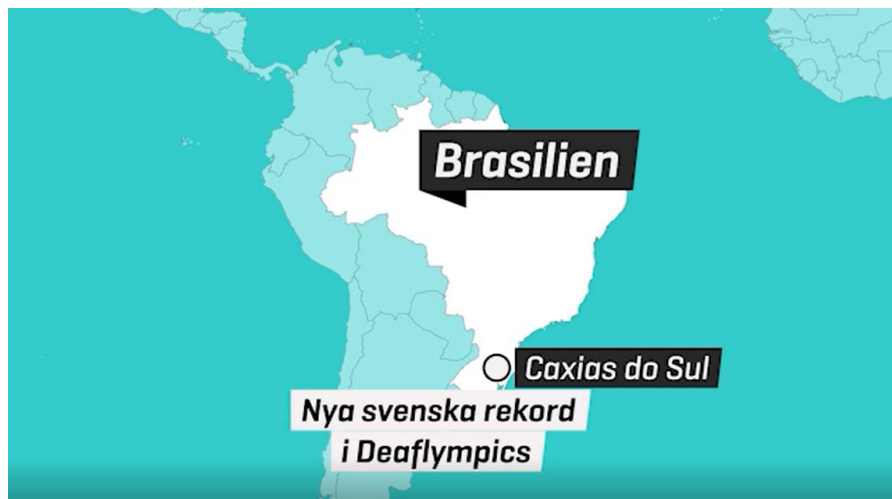 Brasilien
Caxias do Sul
Nya svenska rekord
i Deaflympics